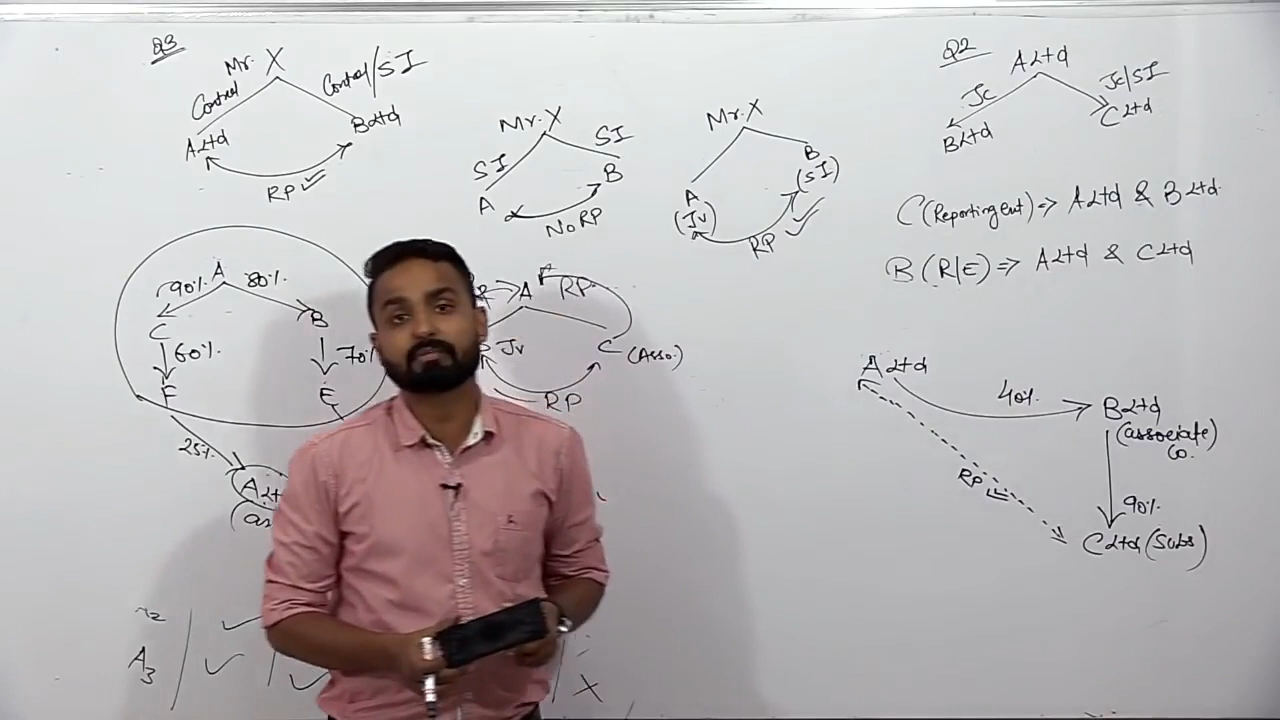 Q3
Mr. X
Control
Control/SI
A Ltd
B Ltd
RP
Mr. X
SI
SI
A
B
No RP
Mr. X
A
(Jv)
B
(SI)
RP
Q2
A Ltd
Jc
Jc/SI
B Ltd
C Ltd
C (Reporting ent) => A Ltd & B Ltd.
B (R/E) => A Ltd & C Ltd
A
90%
80%
C
B
60%
70%
F
E
25%
A
RP
Jv
C (Asso.)
RP
A Ltd
40%
B Ltd
(associate
Co.
RP
90%
C Ltd (Subs)
A3
X